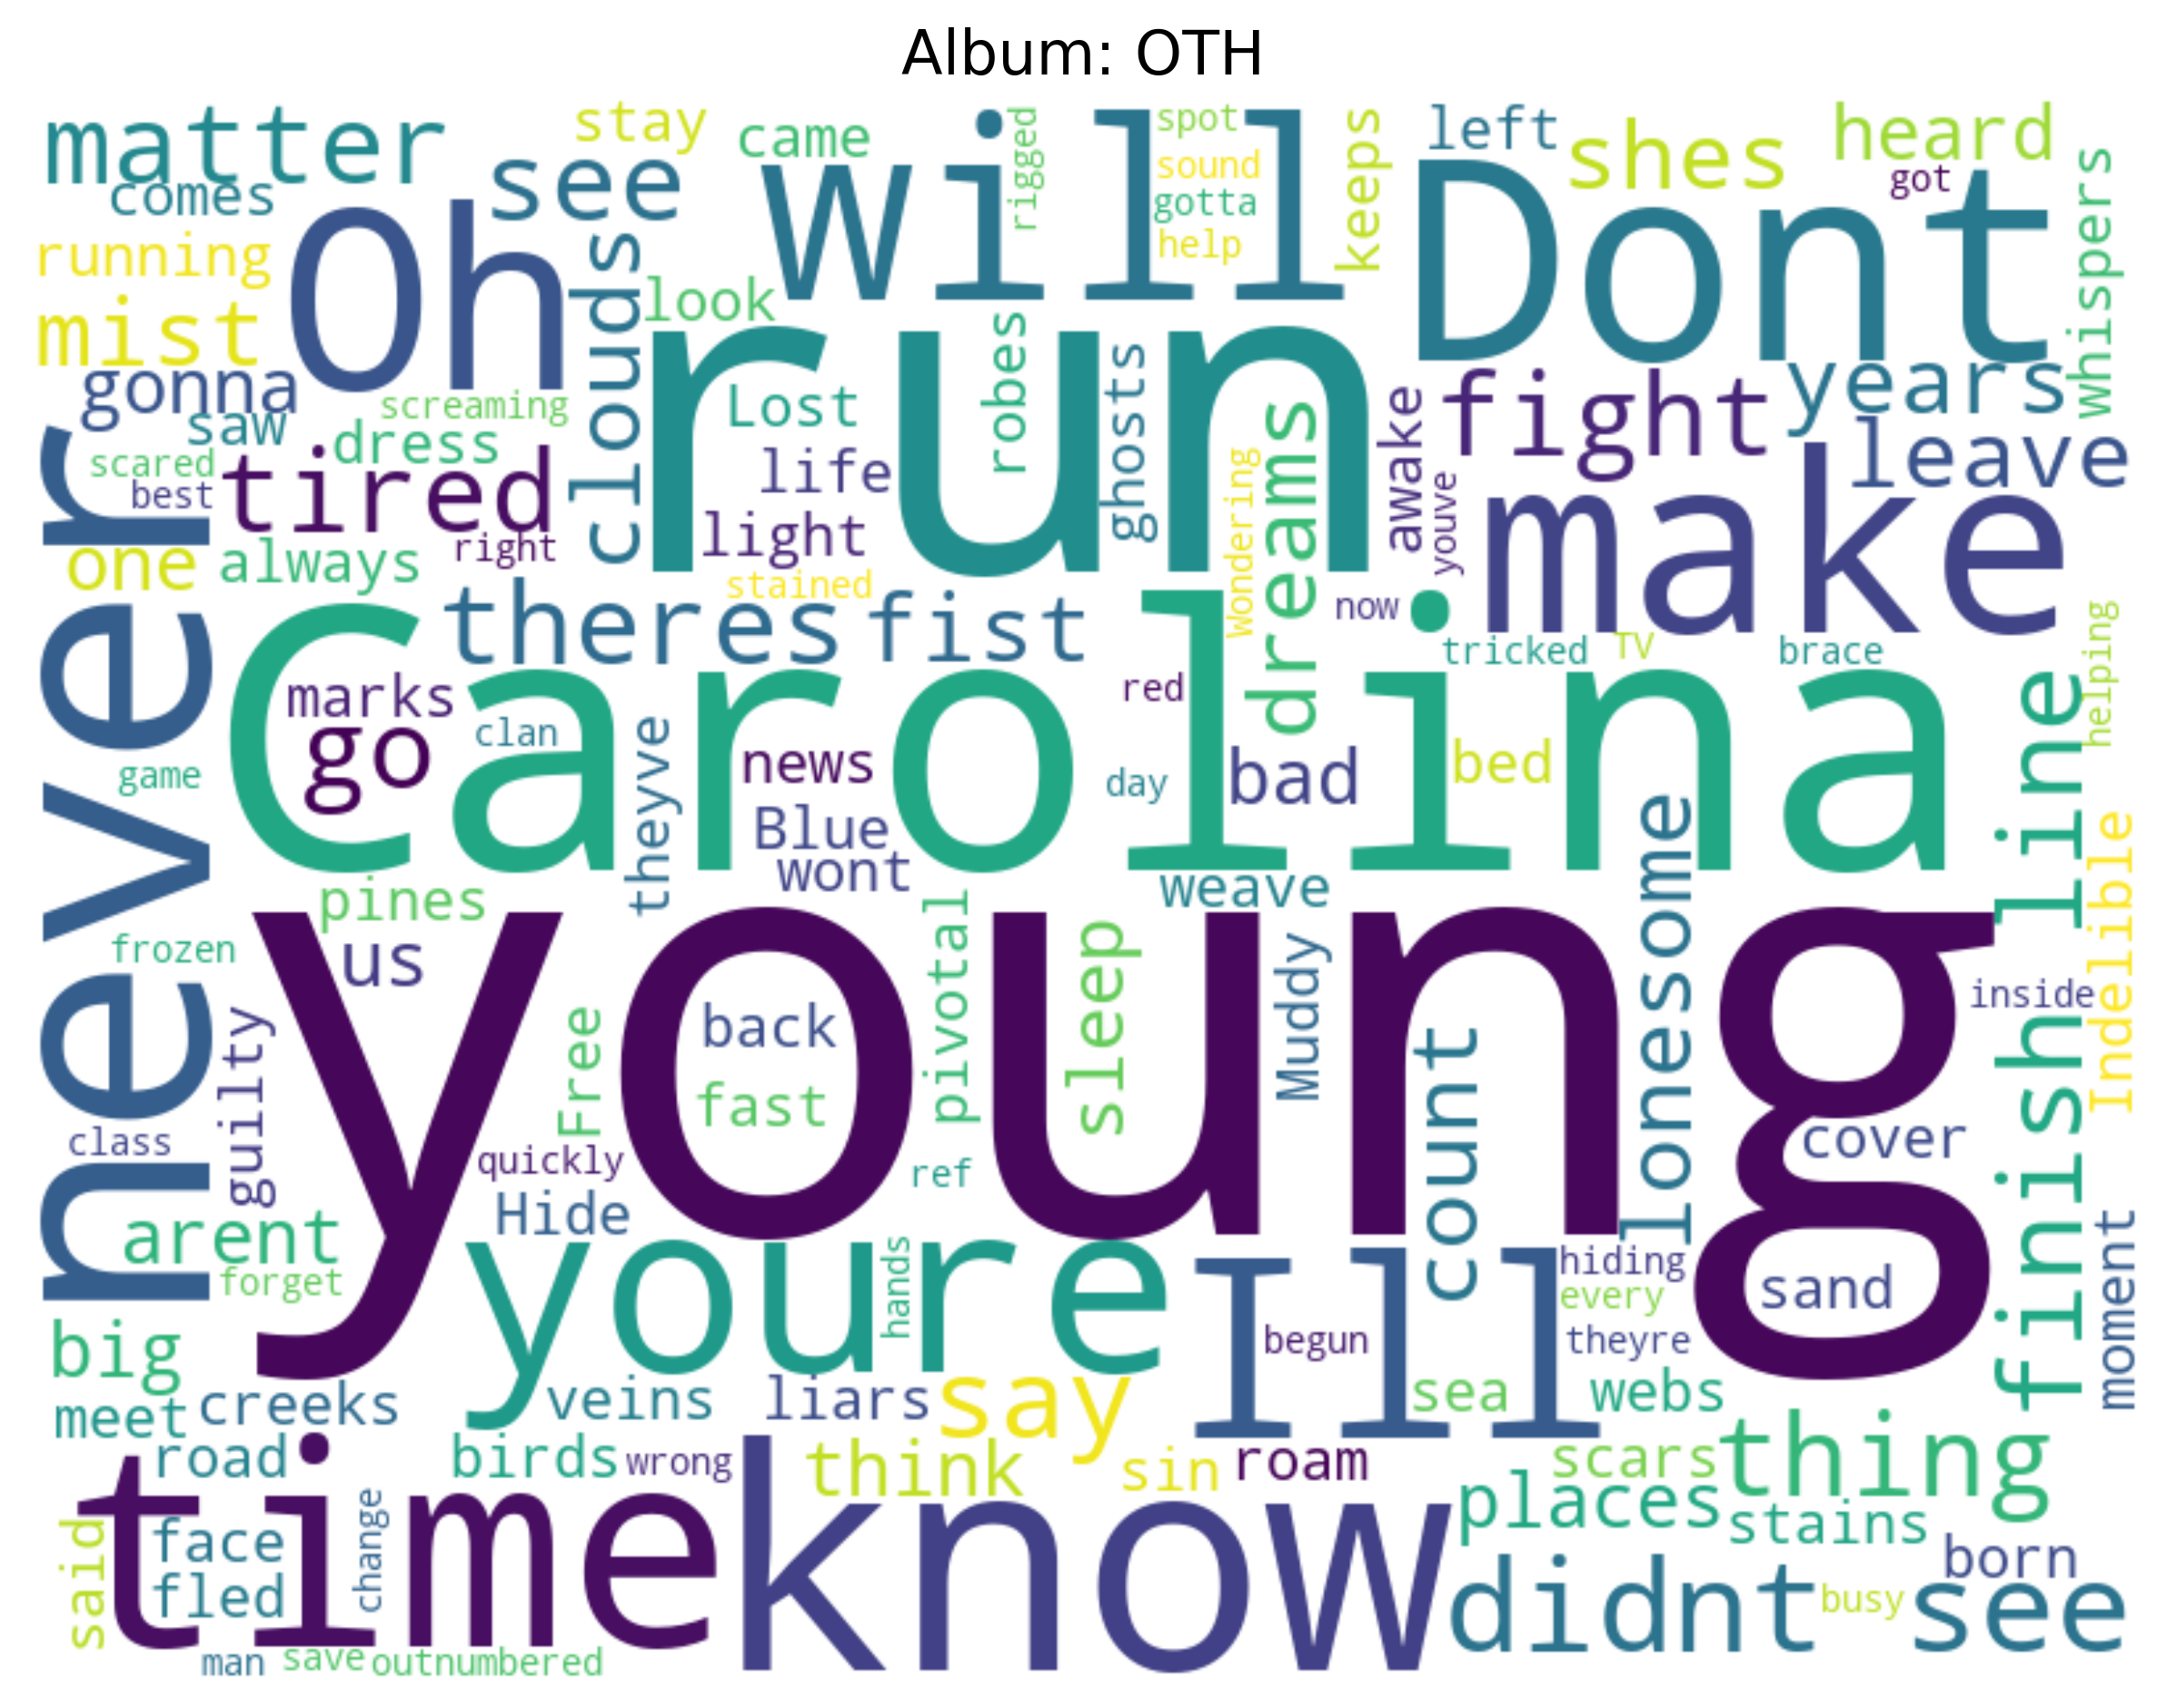 Album: OTH
matter
stay
came
will
rigged
spot
keeps
left
shes
heard
comes
see
sound
Dont
got
whispers
running
Oh
clouds
gotta
help
mist
look
run
robes
ghosts
gonna
screaming
Lost
dreams
awake
fight
years
saw
dress
scared
tired
life
Wondering
youve
leave
best
light
make
one
always
right
stained
never
theres
fist
now
tricked
TV
brace
helping
Carolina
marks
red
finish line
go
clan
theyve
news
day
bad
bed
game
Blue
lonesome
Indelible
wont
pines
weave
young
frozen
us
pivotal
sleep
Muddy
inside
guilty
Free
back
count
fast
class
quickly
ref
cover
arent
Hide
moment
forget
youre
hands
Ill
hiding
sand
every
big
begun
theyre
meet
creeks
veins
liars
say
sea
webs
road
birds
wrong
think
sin
roam
scars
thing
time
know
places
stains
said
face
change
born
fled
didnt
busy
see
man
save
outnumbered